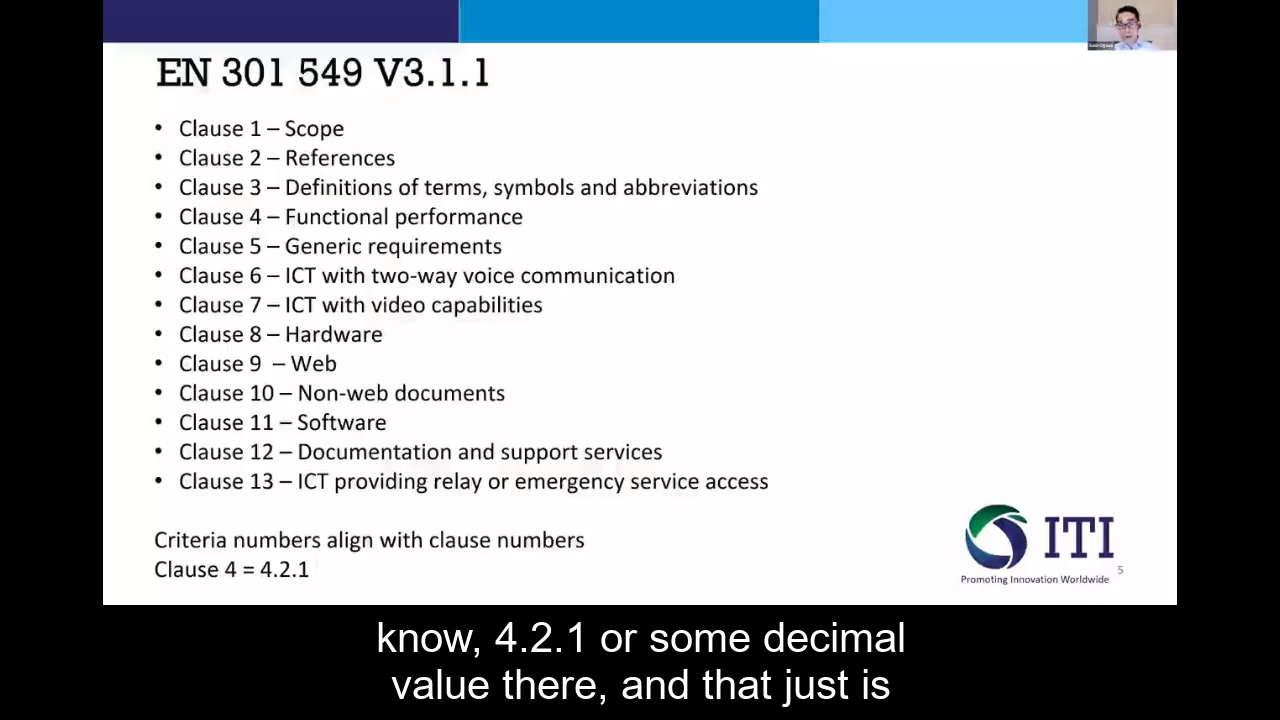 EN 301 549 V3.1.1
• Clause 1 – Scope
• Clause 2 – References
• Clause 3 – Definitions of terms, symbols and abbreviations
• Clause 4 – Functional performance
• Clause 5 – Generic requirements
• Clause 6 – ICT with two-way voice communication
• Clause 7 – ICT with video capabilities
• Clause 8 – Hardware
• Clause 9 – Web
• Clause 10 – Non-web documents
• Clause 11 – Software
• Clause 12 – Documentation and support services
• Clause 13 – ICT providing relay or emergency service access
Criteria numbers align with clause numbers
Clause 4 = 4.2.1
ITI
Promoting Innovation Worldwide
5
know, 4.2.1 or some decimal
value there, and that just is